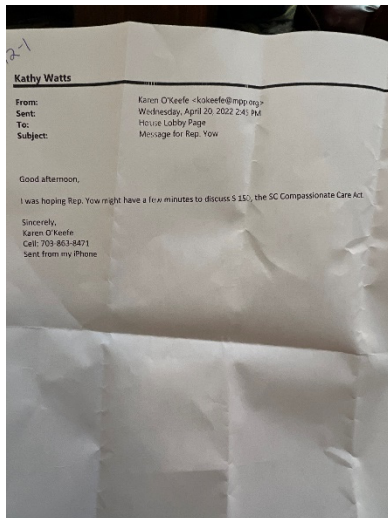 2-1
Kathy Watts
From: Karen O'Keefe <kokeefe@mpp.org>
Sent: Wednesday, April 20, 2022 2:45 PM
To: House Lobby Page
Subject: Message for Rep. Yow
Good afternoon,
I was hoping Rep. Yow might have a few minutes to discuss S 150, the SC Compassionate Care Act.
Sincerely,
Karen O'Keefe
Cell: 703-863-8471
Sent from my iPhone